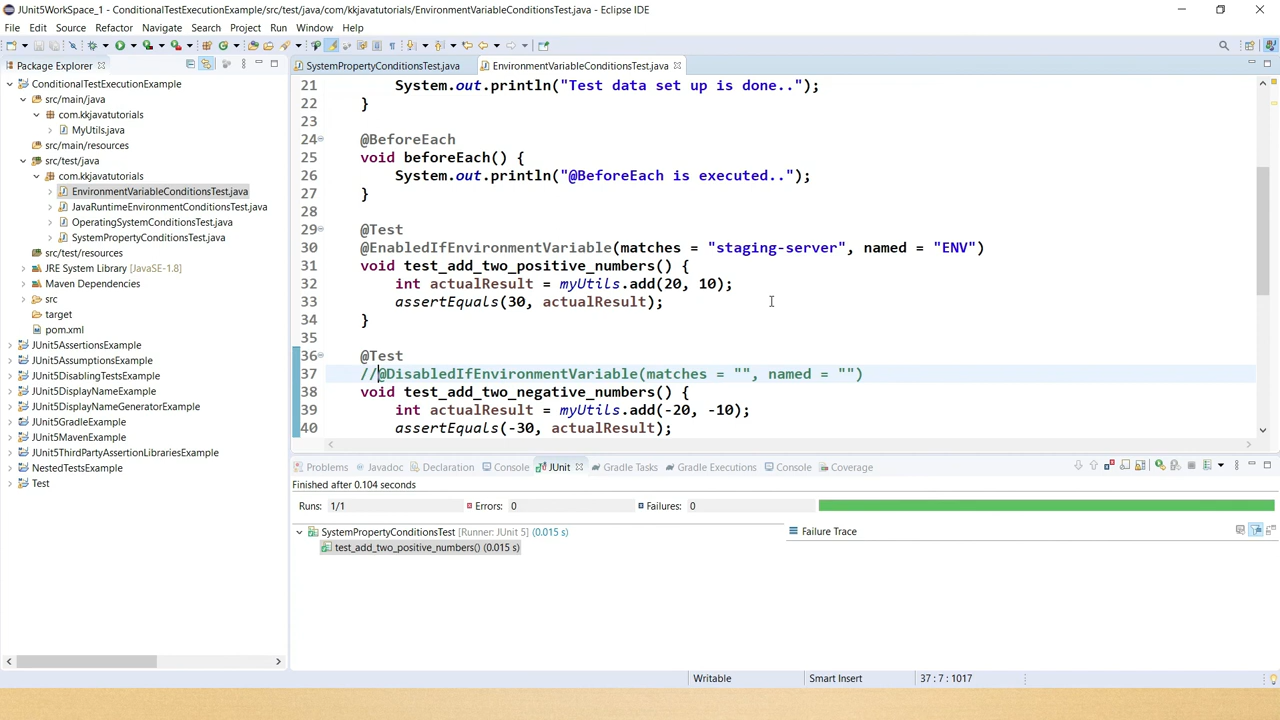 JUnit5WorkSpace_1 - ConditionalTestExecutionExample/src/test/java/com/kkjavatutorials/EnvironmentVariableConditionsTest.java - Eclipse IDE
File Edit Source Refactor Navigate Search Project Run Window Help
Package Explorer
ConditionalTestExecutionExample
src/main/java
com.kkjavatutorials
MyUtils.java
src/main/resources
src/test/java
com.kkjavatutorials
EnvironmentVariableConditionsTest.java
JavaRuntimeEnvironmentConditionsTest.java
OperatingSystemConditionsTest.java
SystemPropertyConditionsTest.java
src/test/resources
JRE System Library [JavaSE-1.8]
Maven Dependencies
src
target
pom.xml
JUnit5AssertionsExample
JUnit5AssumptionsExample
JUnit5DisablingTestsExample
JUnit5DisplayNameExample
JUnit5DisplayNameGeneratorExample
JUnit5GradleExample
JUnit5MavenExample
JUnit5ThirdPartyAssertionLibrariesExample
NestedTestsExample
Test
SystemPropertyConditionsTest.java EnvironmentVariableConditionsTest.java
21 System.out.println("Test data set up is done..");
22 }
23
24 @BeforeEach
25 void beforeEach() {
26 System.out.println("@BeforeEach is executed..");
27 }
28
29 @Test
30 @EnabledIfEnvironmentVariable(matches = "staging-server", named = "ENV")
31 void test_add_two_positive_numbers() {
32 int actualResult = myUtils.add(20, 10);
33 assertEquals(30, actualResult);
34 }
35
36 @Test
37 //@DisabledIfEnvironmentVariable(matches = "", named = "")
38 void test_add_two_negative_numbers() {
39 int actualResult = myUtils.add(-20, -10);
40 assertEquals(-30, actualResult);
Problems Javadoc Declaration Console JUnit Gradle Tasks Gradle Executions Console Coverage
Finished after 0.104 seconds
Runs: 1/1 Errors: 0 Failures: 0
SystemPropertyConditionsTest [Runner: JUnit 5] (0.015 s)
test_add_two_positive_numbers() (0.015 s)
Failure Trace
Writable Smart Insert 37 : 7 : 1017